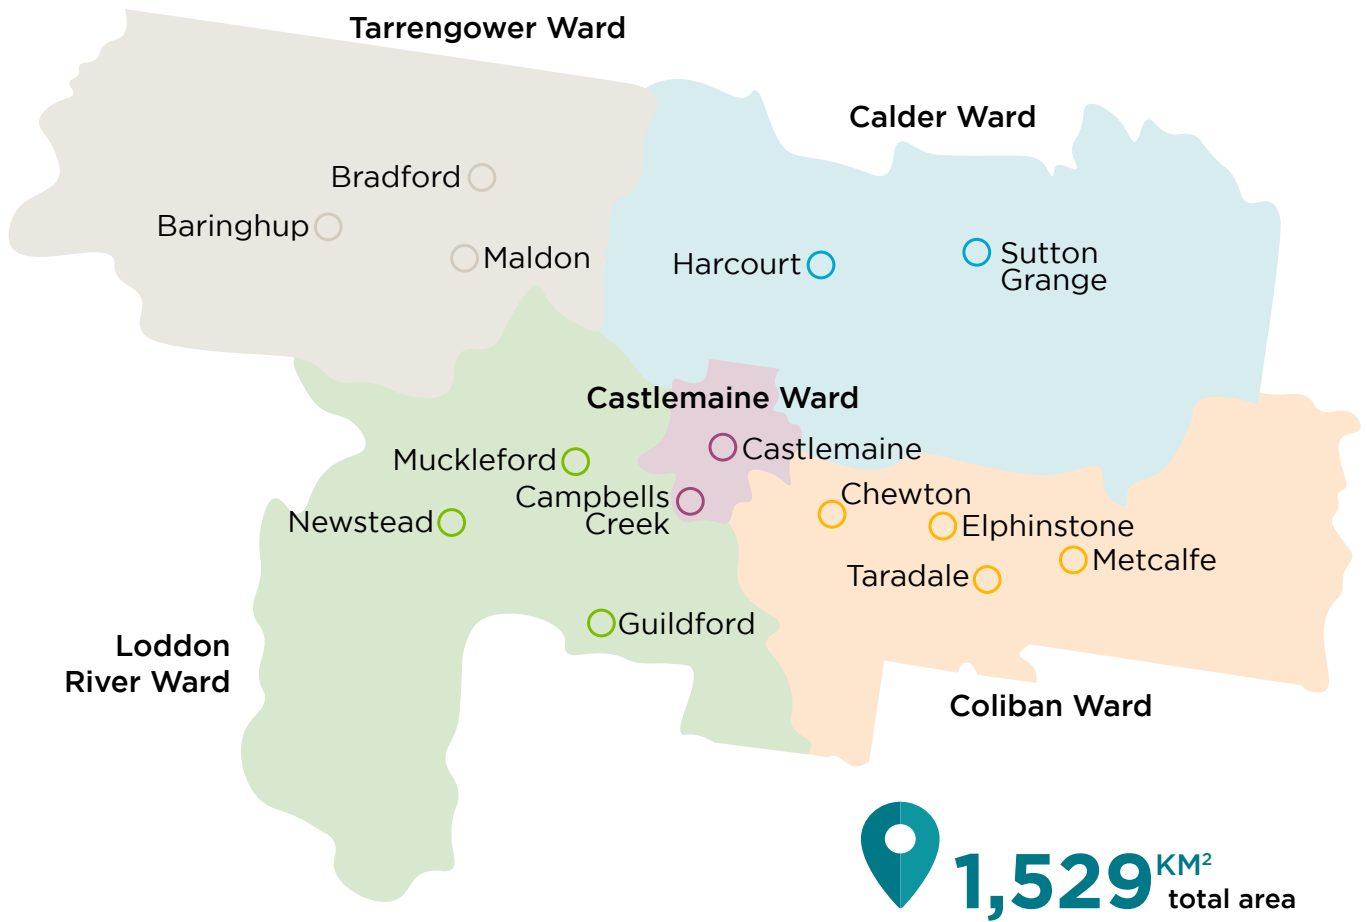 Tarrengower Ward
Calder Ward
Bradford
Baringhup
Maldon
Harcourt
Sutton
Grange
Castlemaine Ward
Castlemaine
Muckleford
Campbells
Creek
Newstead
Chewton
Elphinstone
Metcalfe
Taradale
Guildford
Loddon
River Ward
Coliban Ward
1,529 KM²
total area